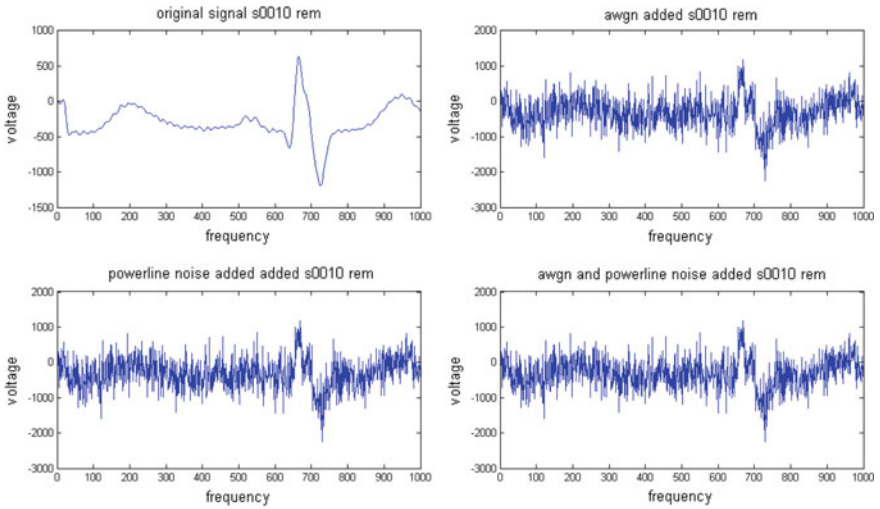 original signal s0010 rem
1000
500
0
-500
-1000
-1500
voltage
0 100 200 300 400 500 600 700 800 900 1000
frequency
awgn added s0010 rem
2000
1000
0
-1000
-2000
-3000
voltage
0 100 200 300 400 500 600 700 800 900 1000
frequency
powerline noise added added s0010 rem
2000
1000
0
-1000
-2000
-3000
voltage
0 100 200 300 400 500 600 700 800 900 1000
frequency
awgn and powerline noise added s0010 rem
2000
1000
0
-1000
-2000
-3000
voltage
0 100 200 300 400 500 600 700 800 900 1000
frequency